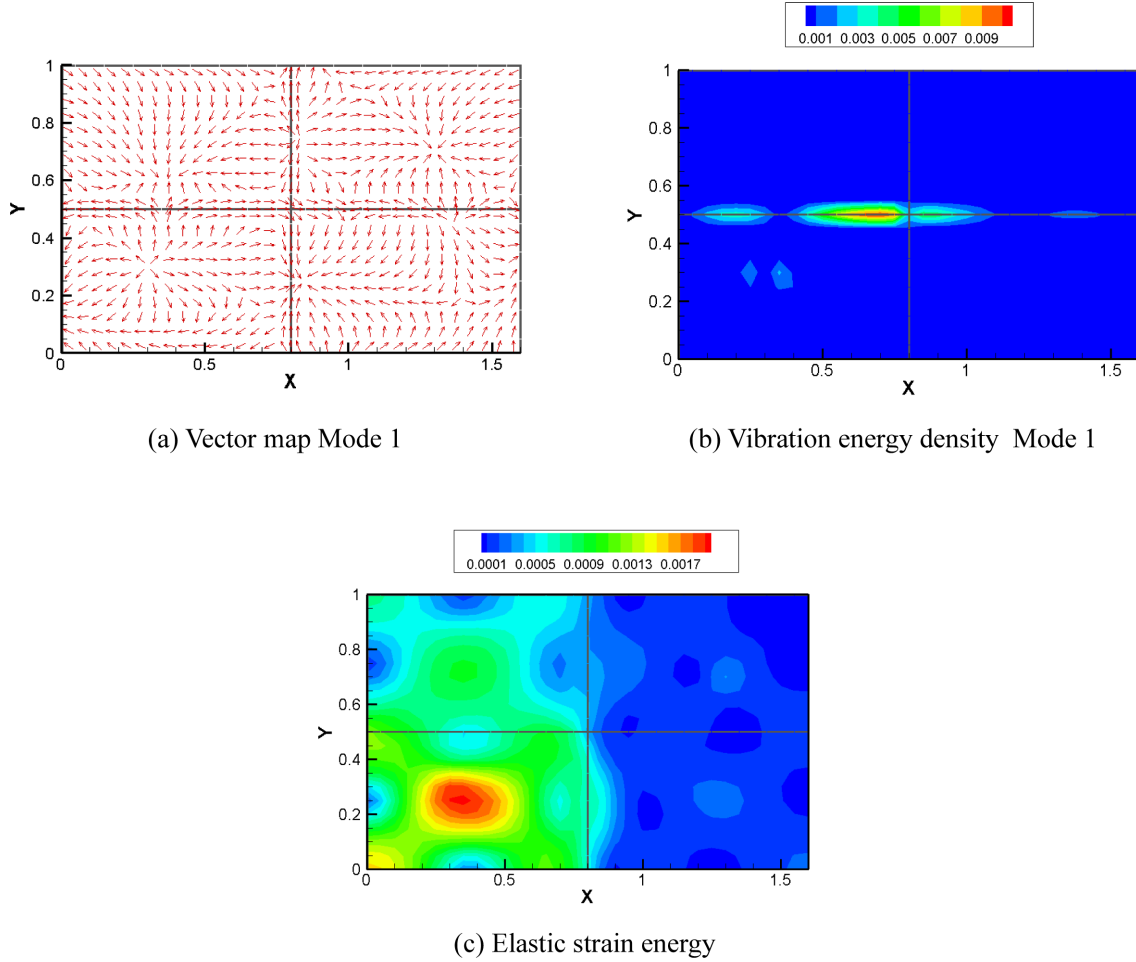 0.001 0.003 0.005 0.007 0.009
1
0.8
0.6
0.4
0.2
0
Y
0 0.5 1 1.5
X
1
0.8
0.6
0.4
0.2
0
Y
0 0.5 1 1.5
X
(a) Vector map Mode 1
(b) Vibration energy density Mode 1
0.0001 0.0005 0.0009 0.0013 0.0017
1
0.8
0.6
0.4
0.2
0
Y
0 0.5 1 1.5
X
(c) Elastic strain energy